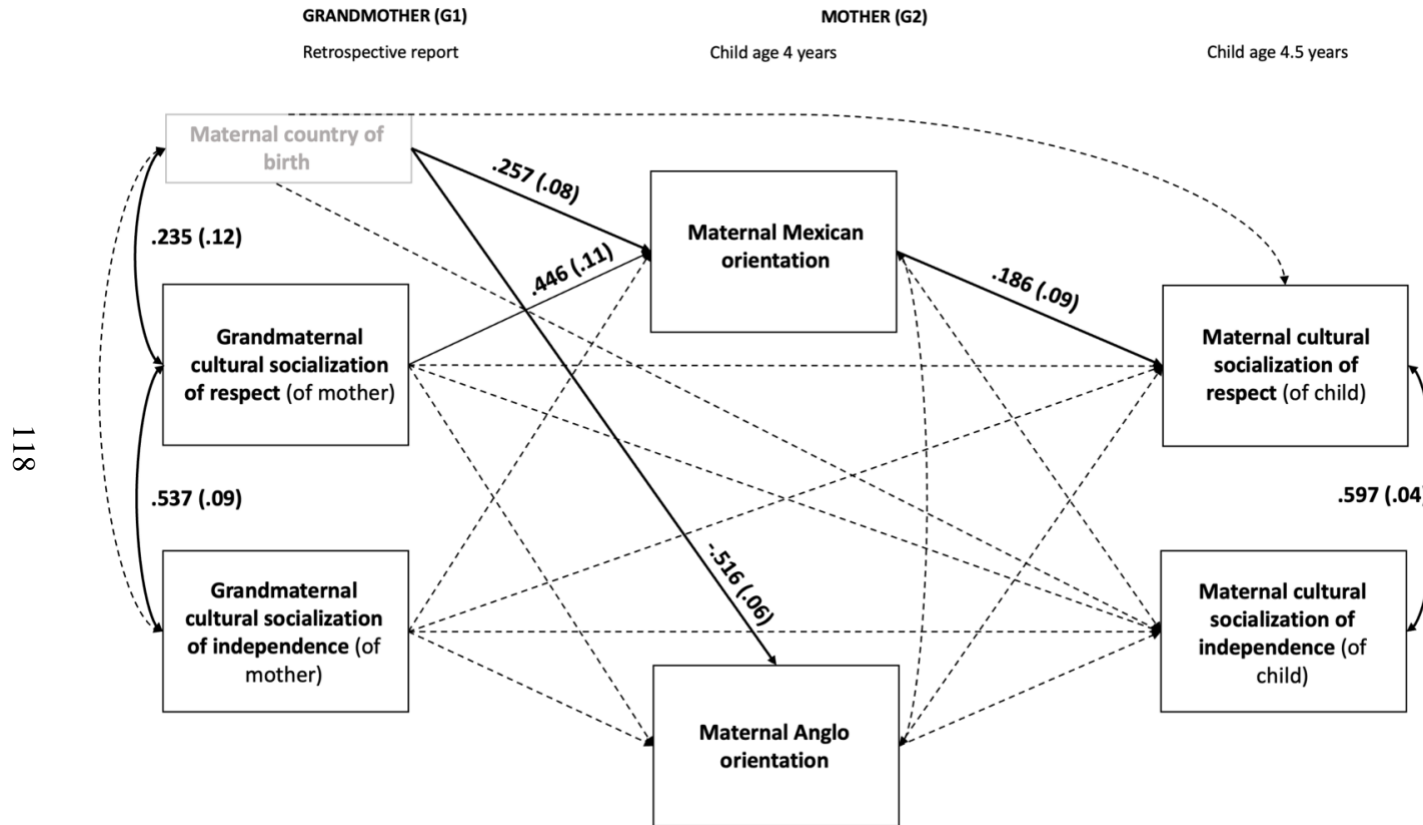 GRANDMOTHER (G1)
MOTHER (G2)
Retrospective report
Child age 4 years
Child age 4.5 years
Maternal country of
birth
.257 (.08)
.235 (.12)
.446 (.11)
Maternal Mexican
orientation
.186 (.09)
Grandmaternal
cultural socialization
of respect (of mother)
Maternal cultural
socialization of
respect (of child)
118
.537 (.09)
-.516 (.06)
.597 (.04)
Grandmaternal
cultural socialization
of independence (of
mother)
Maternal cultural
socialization of
independence (of
child)
Maternal Anglo
orientation